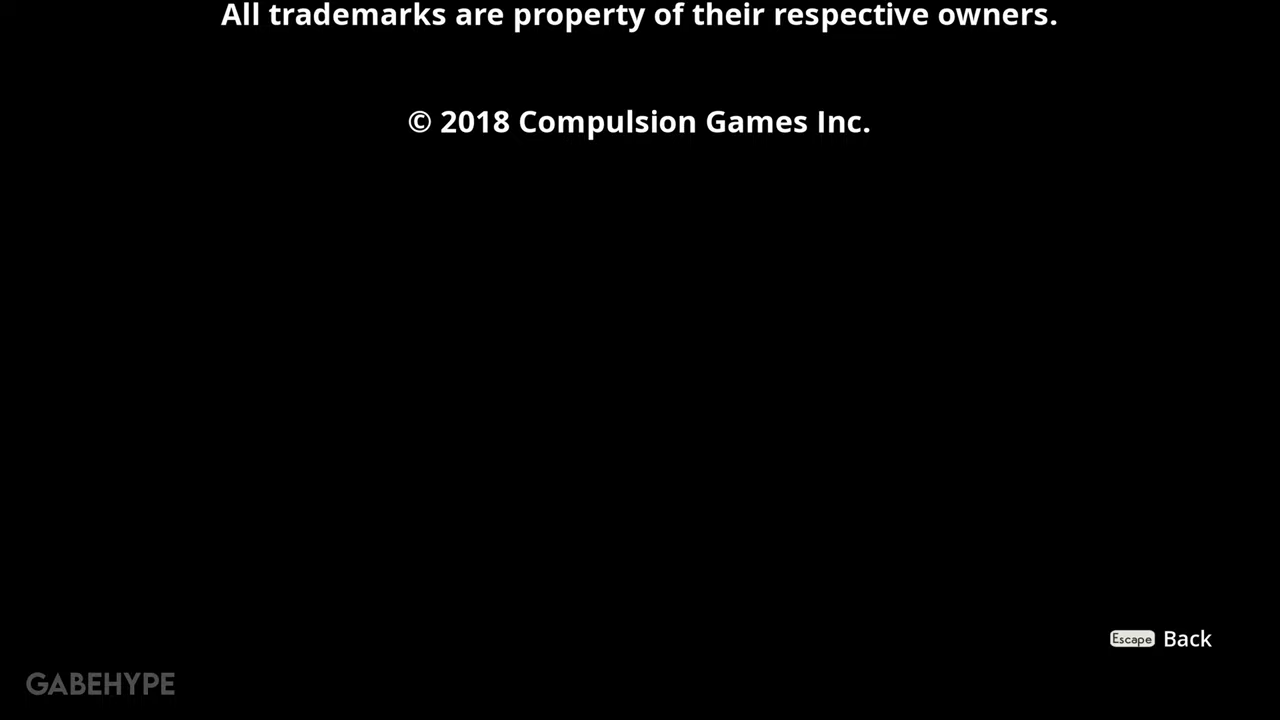 All trademarks are property of their respective owners.
© 2018 Compulsion Games Inc.
Escape Back
GABEHYPE